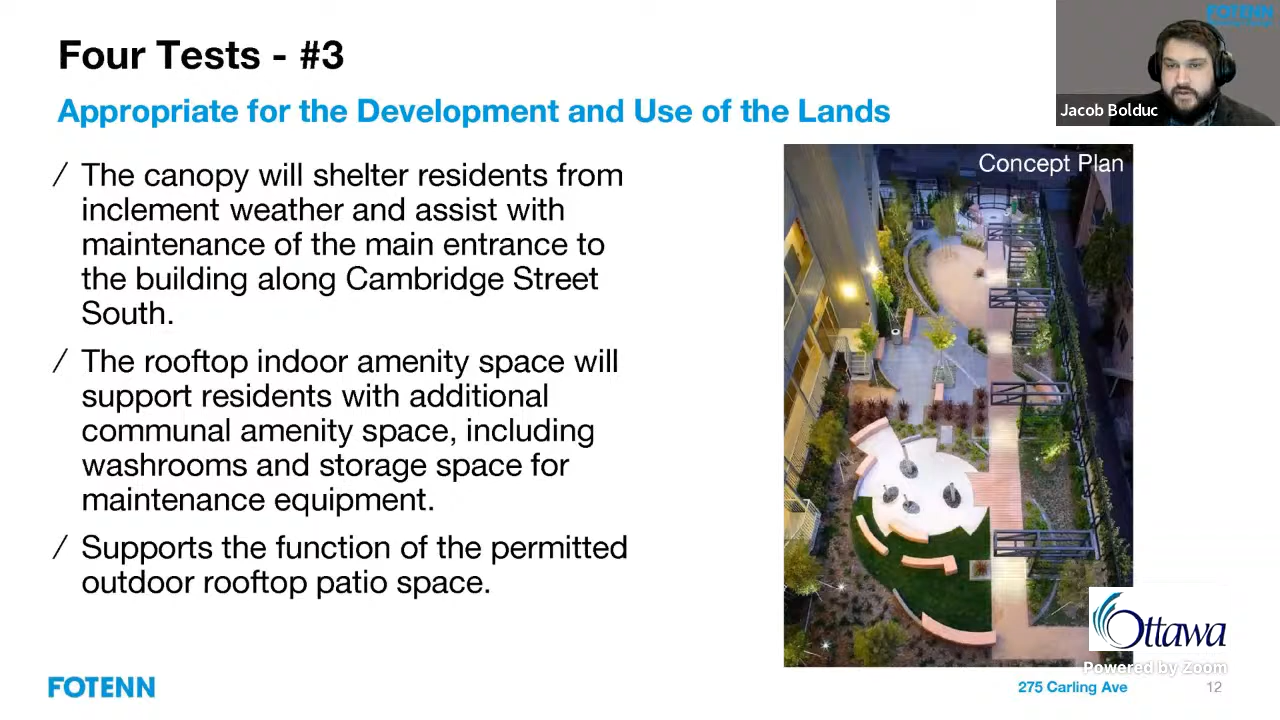 Four Tests - #3
FOTENN
Appropriate for the Development and Use of the Lands
Jacob Bolduc
/ The canopy will shelter residents from
inclement weather and assist with
maintenance of the main entrance to
the building along Cambridge Street
South.
/ The rooftop indoor amenity space will
support residents with additional
communal amenity space, including
washrooms and storage space for
maintenance equipment.
/ Supports the function of the permitted
outdoor rooftop patio space.
Concept Plan
Ottawa
Powered by Zoom
FOTENN
275 Carling Ave
12